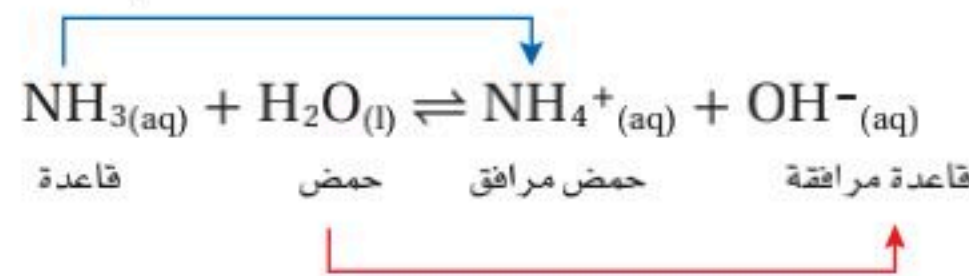 NH₃(aq) + H₂O(l) ⇌ NH₄⁺(aq) + OH⁻(aq)
قاعدة حمض حمض مرافق قاعدة مرافقة